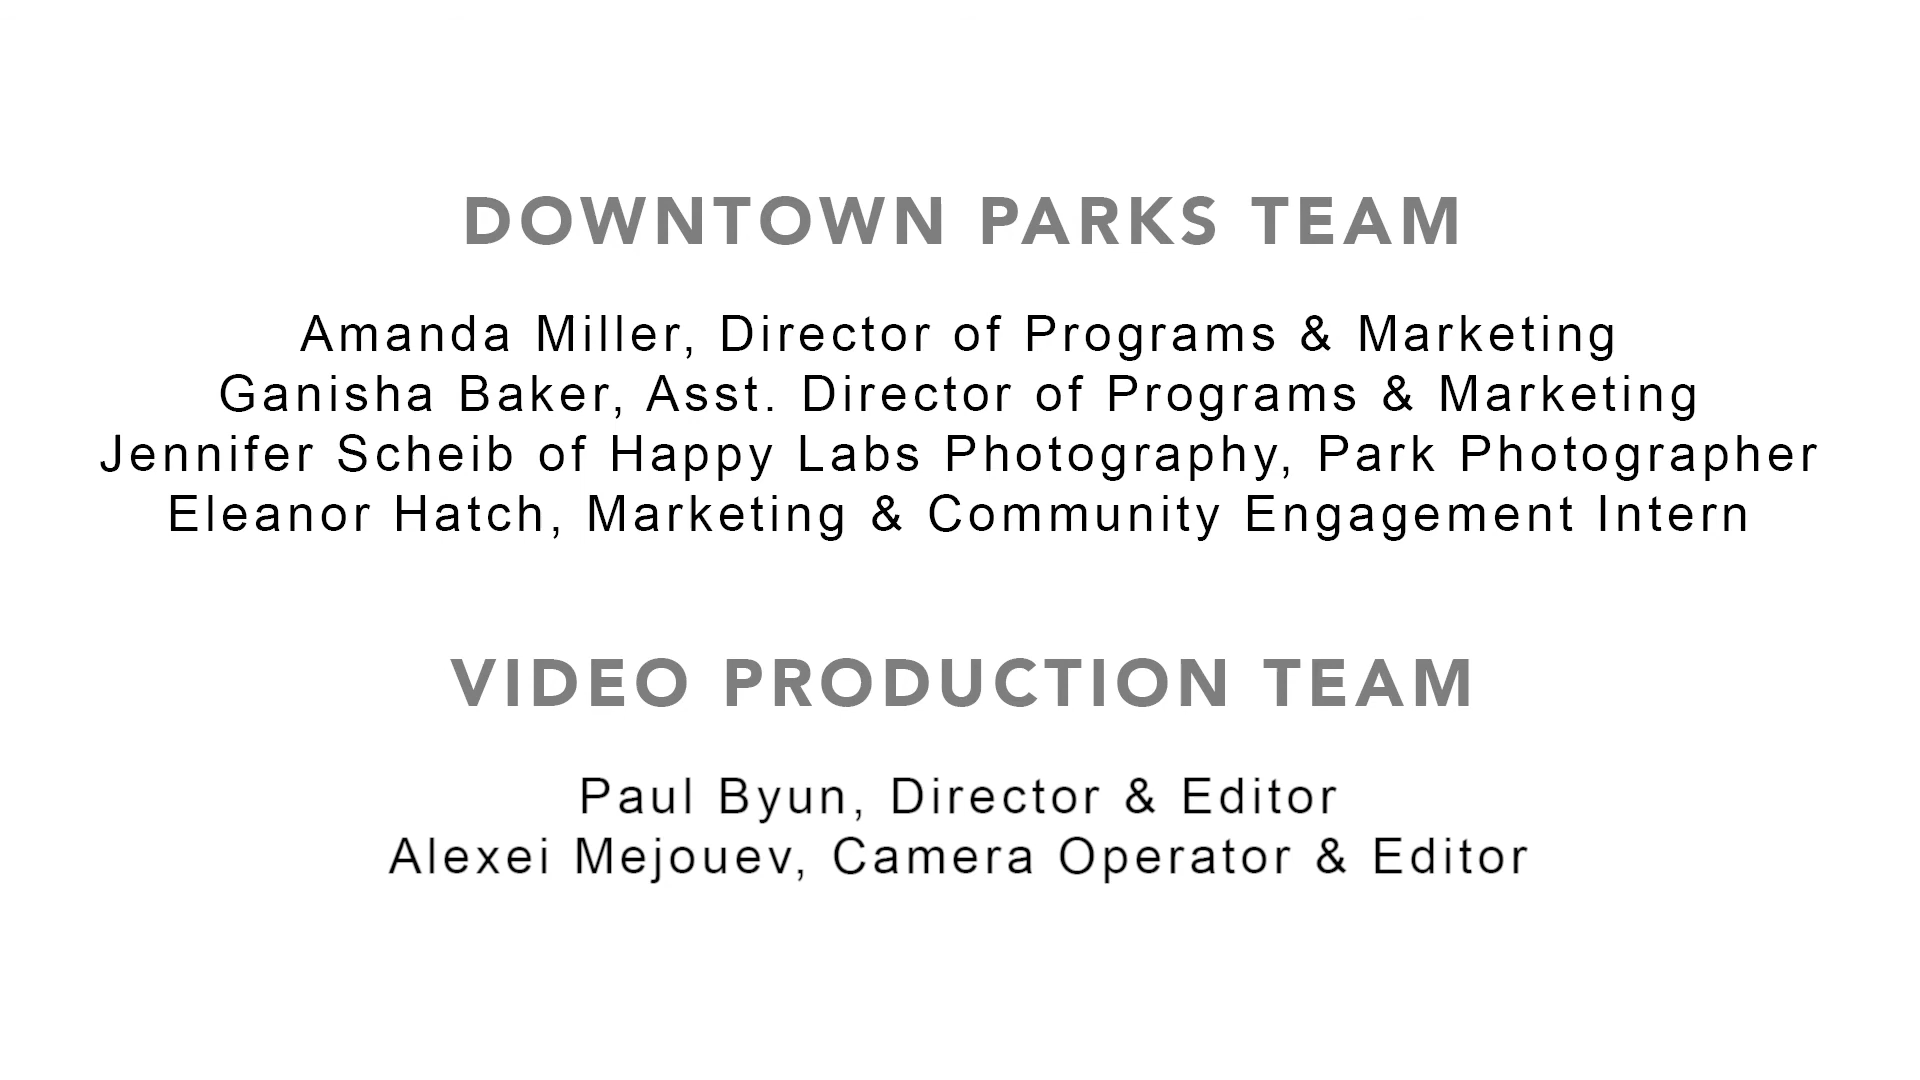 DOWNTOWN PARKS TEAM
Amanda Miller, Director of Programs & Marketing
Ganisha Baker, Asst. Director of Programs & Marketing
Jennifer Scheib of Happy Labs Photography, Park Photographer
Eleanor Hatch, Marketing & Community Engagement Intern
VIDEO PRODUCTION TEAM
Paul Byun, Director & Editor
Alexei Mejouev, Camera Operator & Editor